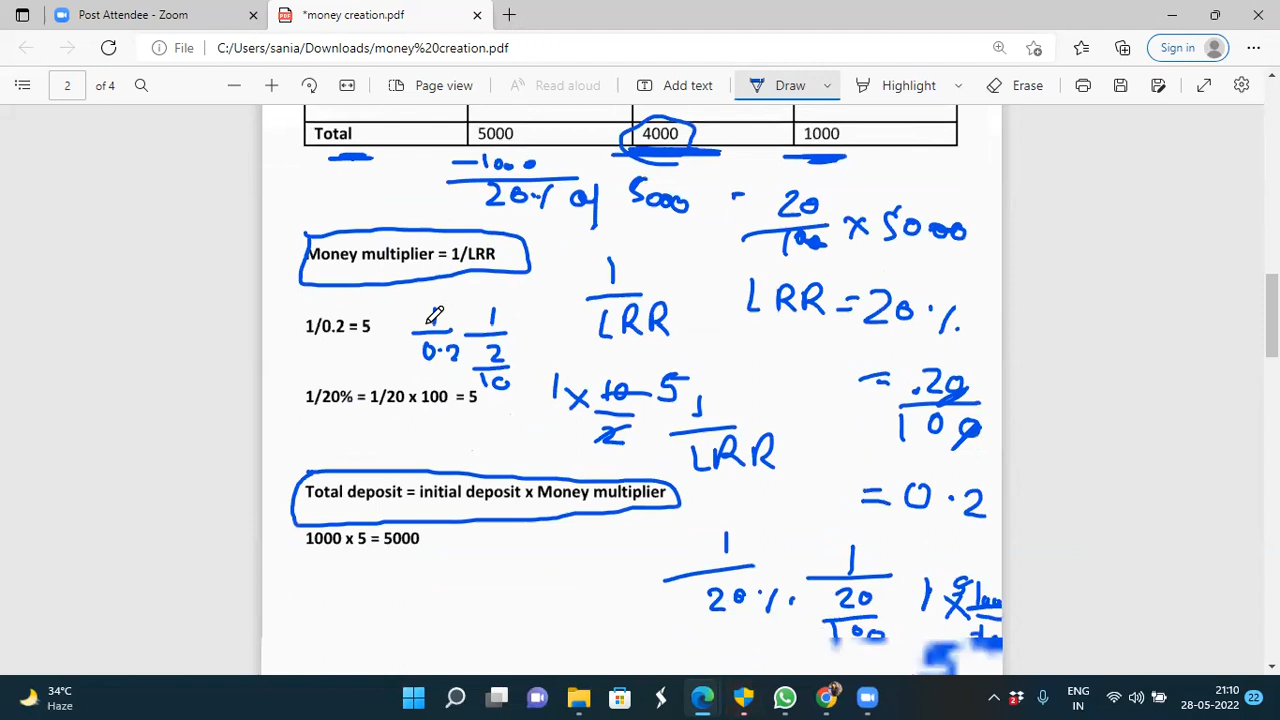 Post Attendee - Zoom
*money creation.pdf
File
C:/Users/sania/Downloads/money%20creation.pdf
Sign in
2 of 4
Page view
Read aloud
Add text
Draw
Highlight
Erase
Total 5000 4000 1000
-1000
20% of 5000 - 20/100 x 5000
Money multiplier = 1/LRR
1/LRR
LRR = 20%
1/0.2 = 5
1/0.2 1/2/10
= .20/100
1/20% = 1/20 x 100 = 5
1 x 10/2 5
1/LRR
Total deposit = initial deposit x Money multiplier
= 0.2
1000 x 5 = 5000
1/20% 1/20/100 1 x
5
34°C
Haze
ENG
IN
21:10
28-05-2022
22